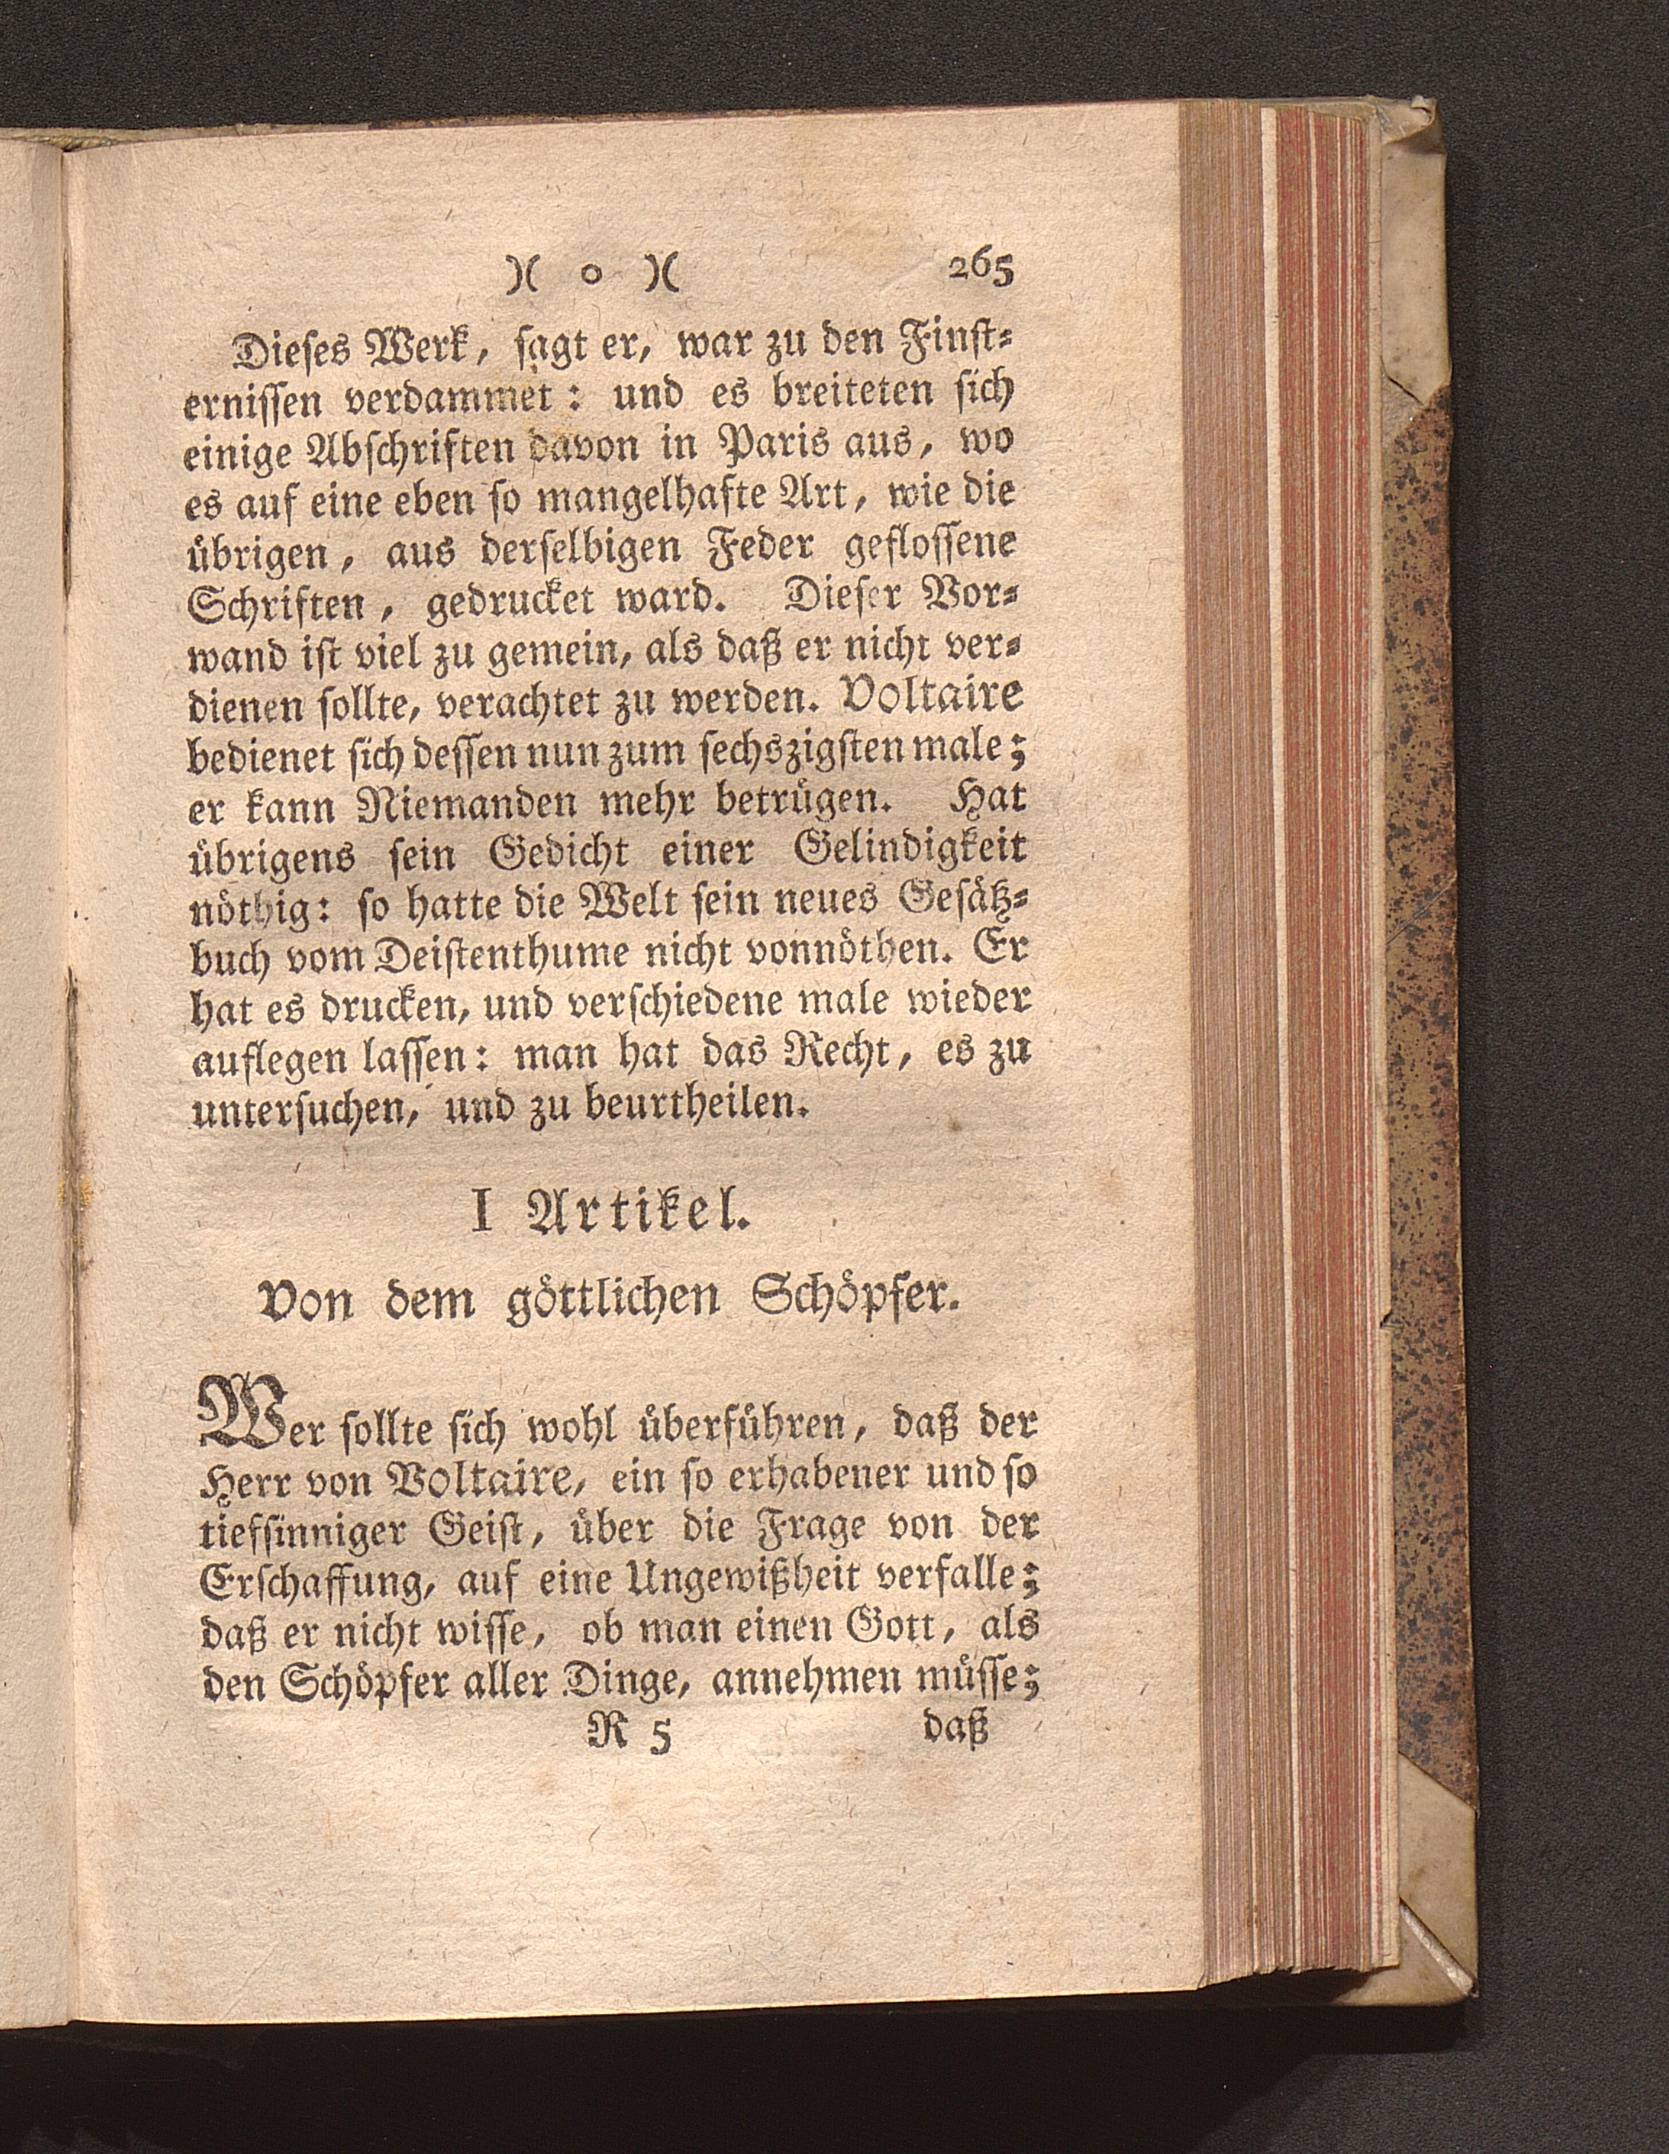 )( o )( 265
Dieses Werk, sagt er, war zu den Finst-
ernissen verdammet: und es breiteten sich
einige Abschriften davon in Paris aus, wo
es auf eine eben so mangelhafte Art, wie die
übrigen, aus derselbigen Feder geflossene
Schriften, gedrucket ward. Dieser Vor-
wand ist viel zu gemein, als daß er nicht ver-
dienen sollte, verachtet zu werden. Voltaire
bedienet sich dessen nun zum sechszigsten male;
er kann Niemanden mehr betrügen. Hat
übrigens sein Gedicht einer Gelindigkeit
nöthig: so hatte die Welt sein neues Gesätz-
buch vom Deistenthume nicht vonnöthen. Er
hat es drucken, und verschiedene male wieder
auflegen lassen: man hat das Recht, es zu
untersuchen, und zu beurtheilen.
I Artikel.
Von dem göttlichen Schöpfer.
Wer sollte sich wohl überführen, daß der
Herr von Voltaire, ein so erhabener und so
tiefsinniger Geist, über die Frage von der
Erschaffung, auf eine Ungewißheit verfalle;
daß er nicht wisse, ob man einen Gott, als
den Schöpfer aller Dinge, annehmen müsse;
R 5 daß